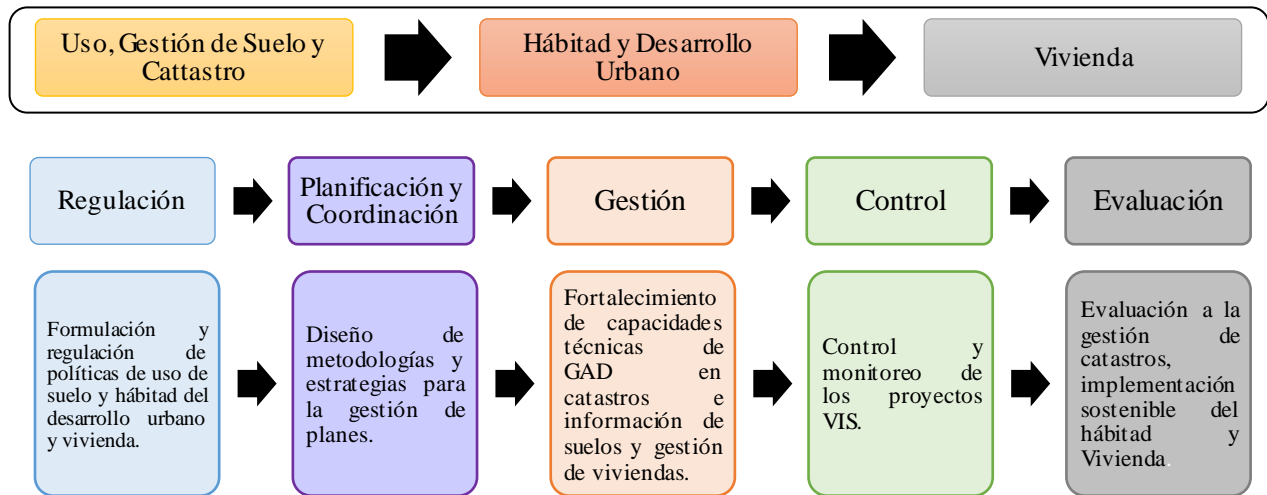 Uso, Gestión de Suelo y
Cattastro
Hábitad y Desarrollo
Urbano
Vivienda
Regulación
Planificación y
Coordinación
Gestión
Control
Evaluación
Formulación y
regulación de
políticas de uso de
suelo y hábitad del
desarrollo urbano
y vivienda.
Diseño de
metodologías y
estrategias para
la gestión de
planes.
Fortalecimiento
de capacidades
técnicas de
GAD en
catastros e
información de
suelos y gestión
de viviendas.
Control y
monitoreo de
los proyectos
VIS.
Evaluación a la
gestión de
catastros,
implementación
sostenible del
hábitad y
Vivienda.